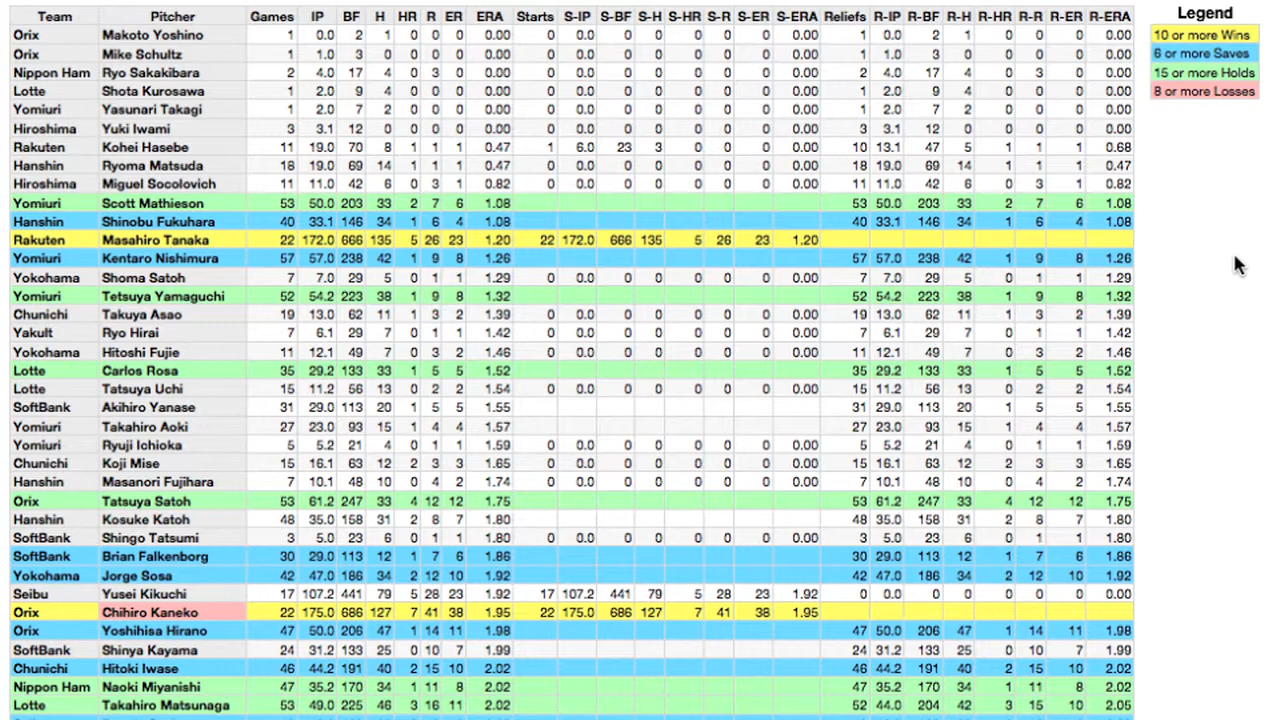 Team Pitcher Games IP BF H HR R ER ERA Starts S-IP S-BF S-H S-HR S-R S-ER S-ERA Reliefs R-IP R-BF R-H R-HR R-R R-ER R-ERA Legend
Orix Makoto Yoshino 1 0.0 2 1 0 0 0 0.00 0 0.0 0 0 0 0 0 0.00 1 0.0 2 1 0 0 0 0.00 10 or more Wins
Orix Mike Schultz 1 1.0 3 0 0 0 0 0.00 0 0.0 0 0 0 0 0 0.00 1 1.0 3 0 0 0 0 0.00 6 or more Saves
Nippon Ham Ryo Sakakibara 2 4.0 17 4 0 3 0 0.00 0 0.0 0 0 0 0 0 0.00 2 4.0 17 4 0 3 0 0.00 15 or more Holds
Lotte Shota Kurosawa 1 2.0 9 4 0 0 0 0.00 0 0.0 0 0 0 0 0 0.00 1 2.0 9 4 0 0 0 0.00 8 or more Losses
Yomiuri Yasunari Takagi 1 2.0 7 2 0 0 0 0.00 0 0.0 0 0 0 0 0 0.00 1 2.0 7 2 0 0 0 0.00
Hiroshima Yuki Iwami 3 3.1 12 0 0 0 0 0.00 0 0.0 0 0 0 0 0 0.00 3 3.1 12 0 0 0 0 0.00
Rakuten Kohei Hasebe 11 19.0 70 8 1 1 1 0.47 1 6.0 23 3 0 0 0 0.00 10 13.1 47 5 1 1 1 0.68
Hanshin Ryoma Matsuda 18 19.0 69 14 1 1 1 0.47 0 0.0 0 0 0 0 0 0.00 18 19.0 69 14 1 1 1 0.47
Hiroshima Miguel Socolovich 11 11.0 42 6 0 3 1 0.82 0 0.0 0 0 0 0 0 0.00 11 11.0 42 6 0 3 1 0.82
Yomiuri Scott Mathieson 53 50.0 203 33 2 7 6 1.08 53 50.0 203 33 2 7 6 1.08
Hanshin Shinobu Fukuhara 40 33.1 146 34 1 6 4 1.08 40 33.1 146 34 1 6 4 1.08
Rakuten Masahiro Tanaka 22 172.0 666 135 5 26 23 1.20 22 172.0 666 135 5 26 23 1.20
Yomiuri Kentaro Nishimura 57 57.0 238 42 1 9 8 1.26 57 57.0 238 42 1 9 8 1.26
Yokohama Shoma Satoh 7 7.0 29 5 0 1 1 1.29 0 0.0 0 0 0 0 0 0.00 7 7.0 29 5 0 1 1 1.29
Yomiuri Tetsuya Yamaguchi 52 54.2 223 38 1 9 8 1.32 52 54.2 223 38 1 9 8 1.32
Chunichi Takuya Asao 19 13.0 62 11 1 3 2 1.39 0 0.0 0 0 0 0 0 0.00 19 13.0 62 11 1 3 2 1.39
Yakult Ryo Hirai 7 6.1 29 7 0 1 1 1.42 0 0.0 0 0 0 0 0 0.00 7 6.1 29 7 0 1 1 1.42
Yokohama Hitoshi Fujie 11 12.1 49 7 0 3 2 1.46 0 0.0 0 0 0 0 0 0.00 11 12.1 49 7 0 3 2 1.46
Lotte Carlos Rosa 35 29.2 133 33 1 5 5 1.52 35 29.2 133 33 1 5 5 1.52
Lotte Tatsuya Uchi 15 11.2 56 13 0 2 2 1.54 0 0.0 0 0 0 0 0 0.00 15 11.2 56 13 0 2 2 1.54
SoftBank Akihiro Yanase 31 29.0 113 20 1 5 5 1.55 31 29.0 113 20 1 5 5 1.55
Yomiuri Takahiro Aoki 27 23.0 93 15 1 4 4 1.57 27 23.0 93 15 1 4 4 1.57
Yomiuri Ryuji Ichioka 5 5.2 21 4 0 1 1 1.59 0 0.0 0 0 0 0 0 0.00 5 5.2 21 4 0 1 1 1.59
Chunichi Koji Mise 15 16.1 63 12 2 3 3 1.65 0 0.0 0 0 0 0 0 0.00 15 16.1 63 12 2 3 3 1.65
Hanshin Masanori Fujihara 7 10.1 48 10 0 4 2 1.74 0 0.0 0 0 0 0 0 0.00 7 10.1 48 10 0 4 2 1.74
Orix Tatsuya Satoh 53 61.2 247 33 4 12 12 1.75 53 61.2 247 33 4 12 12 1.75
Hanshin Kosuke Katoh 48 35.0 158 31 2 8 7 1.80 48 35.0 158 31 2 8 7 1.80
SoftBank Shingo Tatsumi 3 5.0 23 6 0 1 1 1.80 0 0.0 0 0 0 0 0 0.00 3 5.0 23 6 0 1 1 1.80
SoftBank Brian Falkenborg 30 29.0 113 12 1 7 6 1.86 30 29.0 113 12 1 7 6 1.86
Yokohama Jorge Sosa 42 47.0 186 34 2 12 10 1.92 42 47.0 186 34 2 12 10 1.92
Seibu Yusei Kikuchi 17 107.2 441 79 5 28 23 1.92 17 107.2 441 79 5 28 23 1.92 0 0.0 0 0 0 0 0 0.00
Orix Chihiro Kaneko 22 175.0 686 127 7 41 38 1.95 22 175.0 686 127 7 41 38 1.95
Orix Yoshihisa Hirano 47 50.0 206 47 1 14 11 1.98 47 50.0 206 47 1 14 11 1.98
SoftBank Shinya Kayama 24 31.2 133 25 0 10 7 1.99 24 31.2 133 25 0 10 7 1.99
Chunichi Hitoki Iwase 46 44.2 191 40 2 15 10 2.02 46 44.2 191 40 2 15 10 2.02
Nippon Ham Naoki Miyanishi 47 35.2 170 34 1 11 8 2.02 47 35.2 170 34 1 11 8 2.02
Lotte Takahiro Matsunaga 53 49.0 225 46 3 16 11 2.02 52 44.0 204 42 3 15 10 2.05